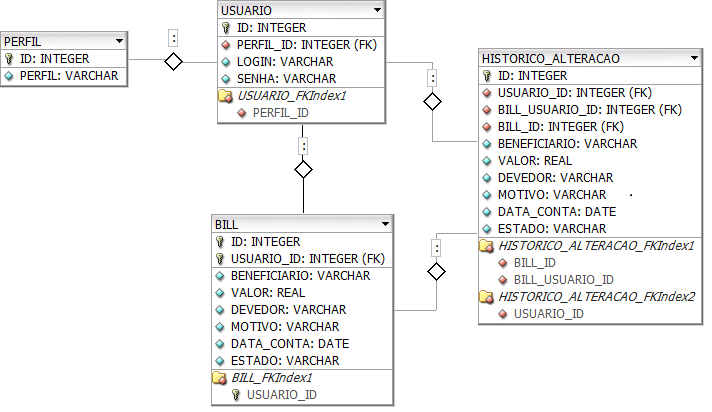 PERFIL
ID: INTEGER
PERFIL: VARCHAR
:
USUARIO
ID: INTEGER
PERFIL_ID: INTEGER (FK)
LOGIN: VARCHAR
SENHA: VARCHAR
USUARIO_FKIndex1
PERFIL_ID
:
:
HISTORICO_ALTERACAO
ID: INTEGER
USUARIO_ID: INTEGER (FK)
BILL_USUARIO_ID: INTEGER (FK)
BILL_ID: INTEGER (FK)
BENEFICIARIO: VARCHAR
VALOR: REAL
DEVEDOR: VARCHAR
MOTIVO: VARCHAR
DATA_CONTA: DATE
ESTADO: VARCHAR
HISTORICO_ALTERACAO_FKIndex1
BILL_ID
BILL_USUARIO_ID
HISTORICO_ALTERACAO_FKIndex2
USUARIO_ID
BILL
ID: INTEGER
USUARIO_ID: INTEGER (FK)
BENEFICIARIO: VARCHAR
VALOR: REAL
DEVEDOR: VARCHAR
MOTIVO: VARCHAR
DATA_CONTA: DATE
ESTADO: VARCHAR
BILL_FKIndex1
USUARIO_ID
: